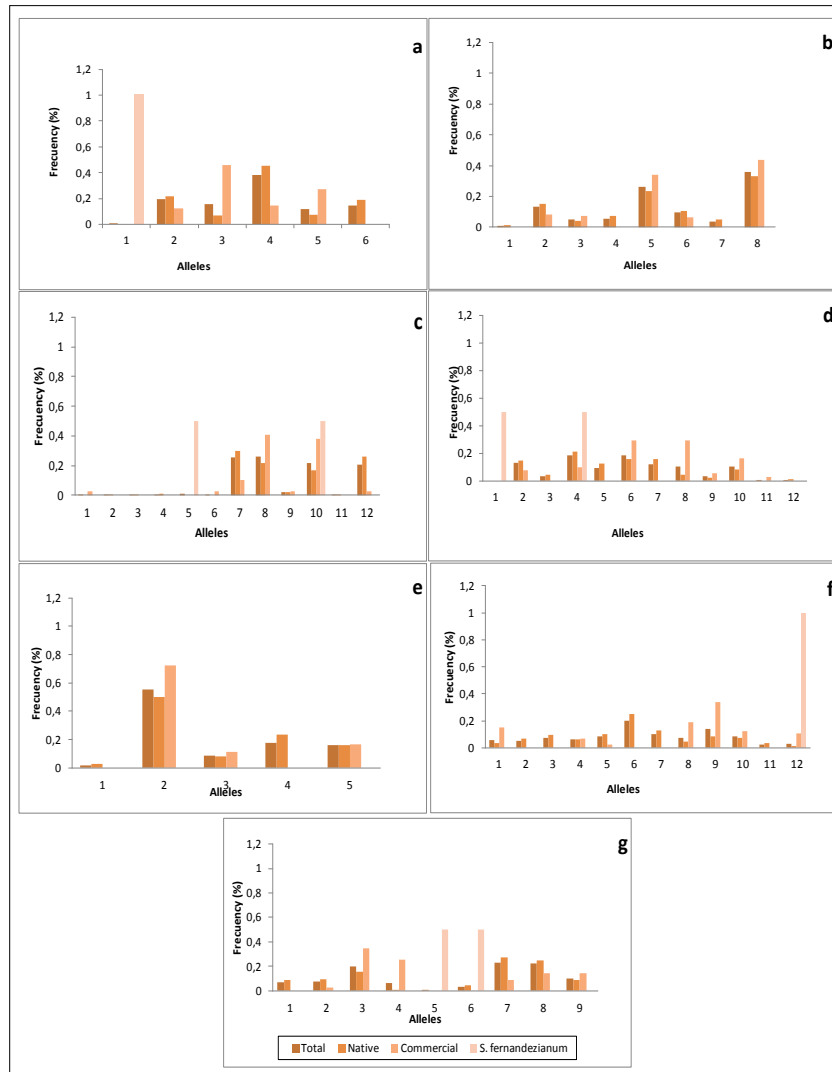 a
1,2
1
0,8
0,6
0,4
0,2
0
Frecuency (%)
1 2 3 4 5 6
Alleles
b
1,2
1
0,8
0,6
0,4
0,2
0
Frecuency (%)
1 2 3 4 5 6 7 8
Alleles
c
1,2
1
0,8
0,6
0,4
0,2
0
Frecuency (%)
1 2 3 4 5 6 7 8 9 10 11 12
Alleles
d
1,2
1
0,8
0,6
0,4
0,2
0
Frecuency (%)
1 2 3 4 5 6 7 8 9 10 11 12
Alleles
e
1,2
1
0,8
0,6
0,4
0,2
0
Frecuency (%)
1 2 3 4 5
Alleles
f
1,2
1
0,8
0,6
0,4
0,2
0
Frecuency (%)
1 2 3 4 5 6 7 8 9 10 11 12
Alleles
g
1,2
1
0,8
0,6
0,4
0,2
0
Frecuency (%)
1 2 3 4 5 6 7 8 9
Alleles
Total Native Commercial S. fernandezianum